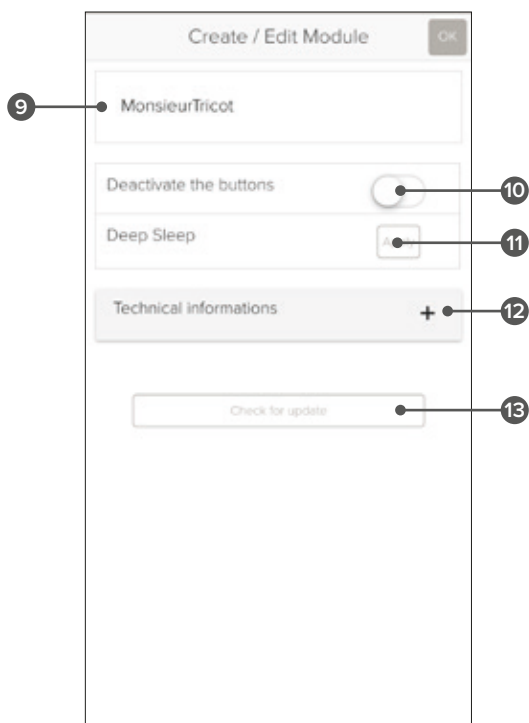 Create / Edit Module
OK
9
MonsieurTricot
Deactivate the buttons
10
Deep Sleep
11
Technical informations
+
12
Check for update
13